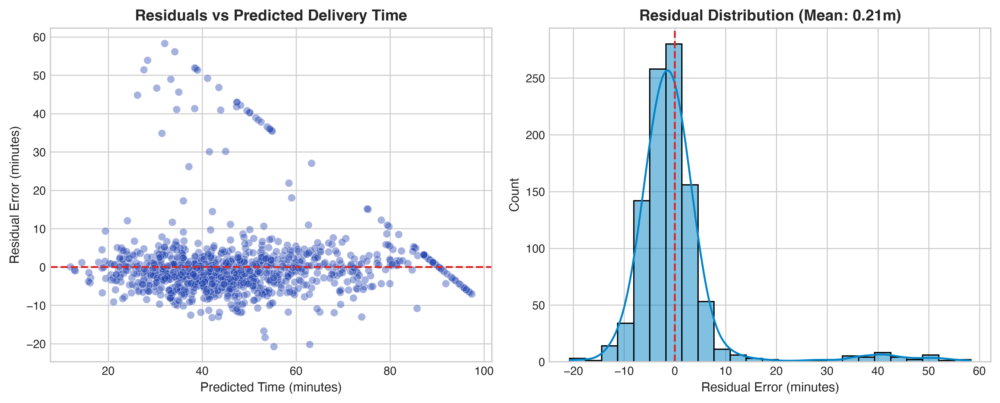 Residuals vs Predicted Delivery Time
60
50
40
30
20
10
0
−10
−20
Residual Error (minutes)
20 40 60 80 100
Predicted Time (minutes)
Residual Distribution (Mean: 0.21m)
250
200
150
100
50
0
Count
−20 −10 0 10 20 30 40 50 60
Residual Error (minutes)